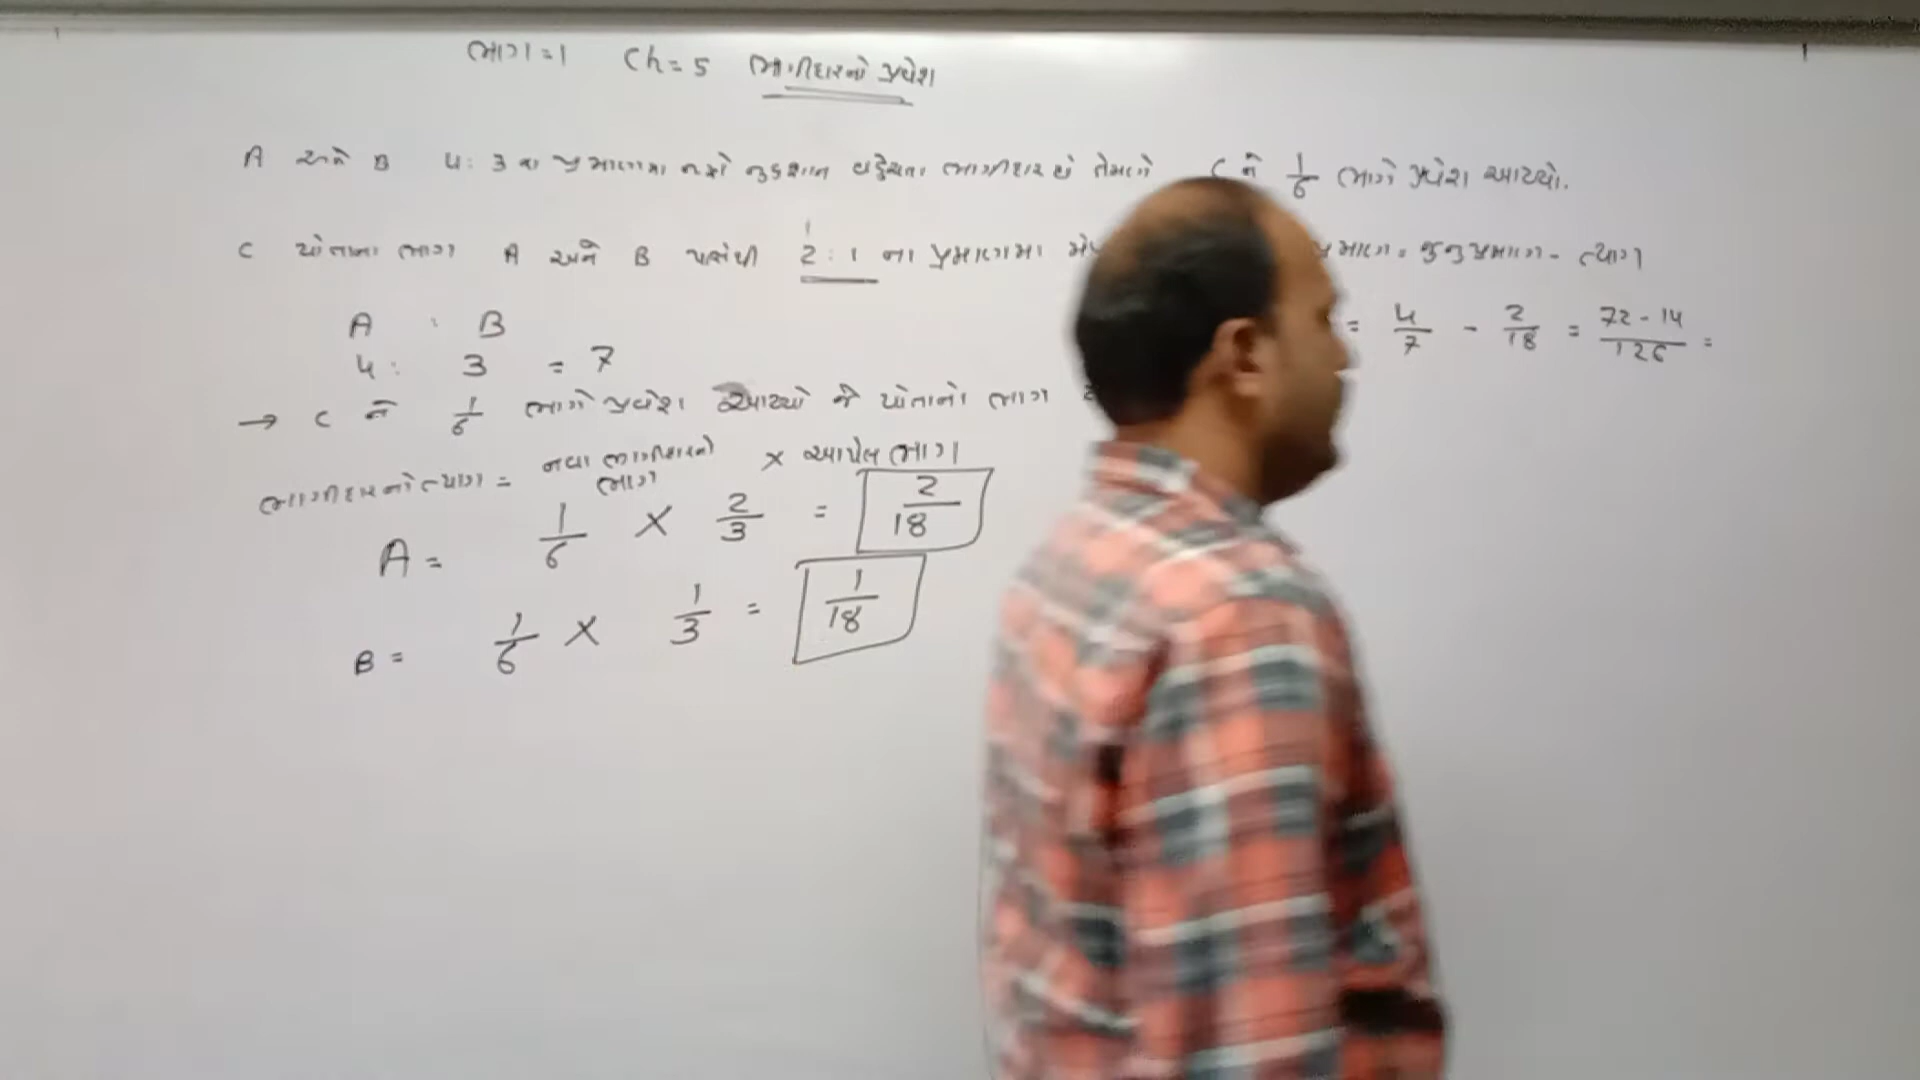 ભાગ=1 Ch=5 ભાગીદારનો પ્રવેશ
A અને B 4:3 ના પ્રમાણમાં નફો નુકશાન વહેંચતા ભાગીદાર છે તેમણે C ને 1/6 ભાગે પ્રવેશ આપ્યો.
C પોતાના ભાગ A અને B પાસેથી 2:1 ના પ્રમાણમાં
પ્રમાણ = જુનુ પ્રમાણ - ત્યાગ
A : B
= 4/7 - 2/18 = 72-14/126 =
4: 3 = 7
→ C ને 1/6 ભાગે પ્રવેશ આપ્યો જે પોતાનો ભાગ
ભાગીદારનો ત્યાગ = નવા ભાગીદારનો ભાગ × આપેલ ભાગ
A = 1/6 × 2/3 = 2/18
B = 1/6 × 1/3 = 1/18